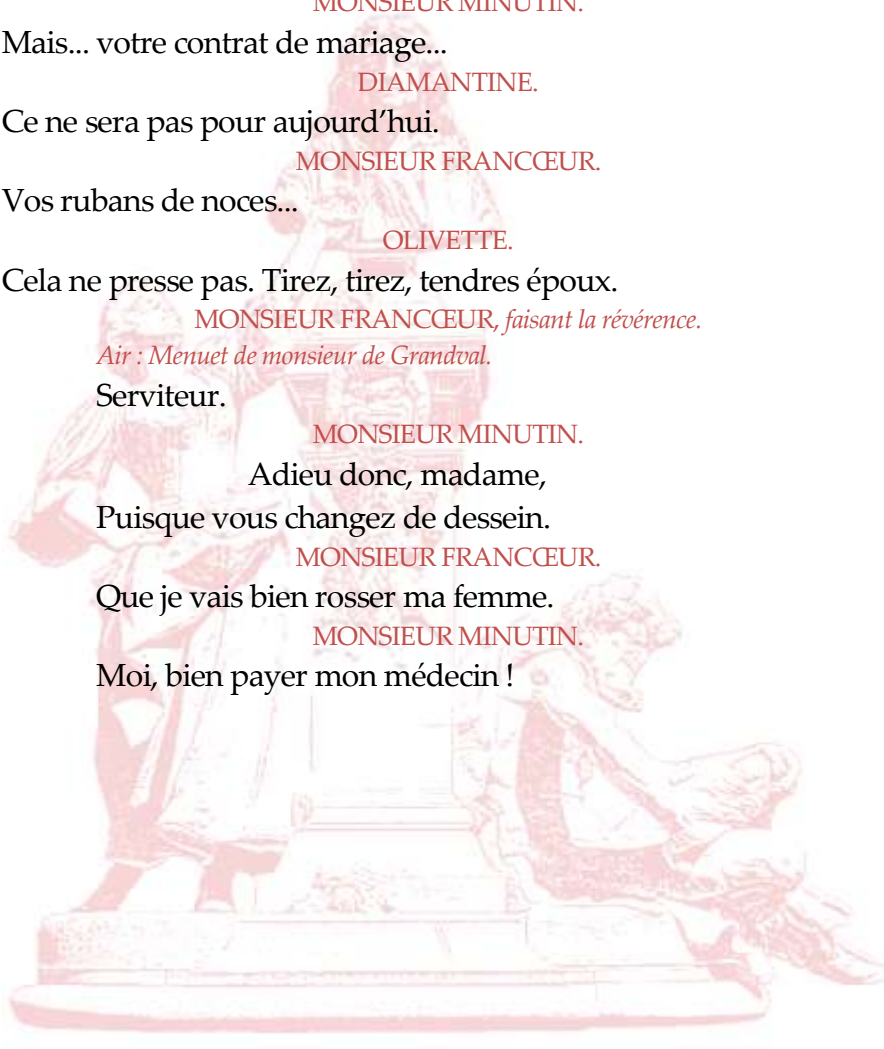 MONSIEUR MINUTIN.
Mais... votre contrat de mariage...
DIAMANTINE.
Ce ne sera pas pour aujourd’hui.
MONSIEUR FRANCŒUR.
Vos rubans de noces...
OLIVETTE.
Cela ne presse pas. Tirez, tirez, tendres époux.
MONSIEUR FRANCŒUR, faisant la révérence.
Air : Menuet de monsieur de Grandval.
Serviteur.
MONSIEUR MINUTIN.
Adieu donc, madame,
Puisque vous changez de dessein.
MONSIEUR FRANCŒUR.
Que je vais bien rosser ma femme.
MONSIEUR MINUTIN.
Moi, bien payer mon médecin !